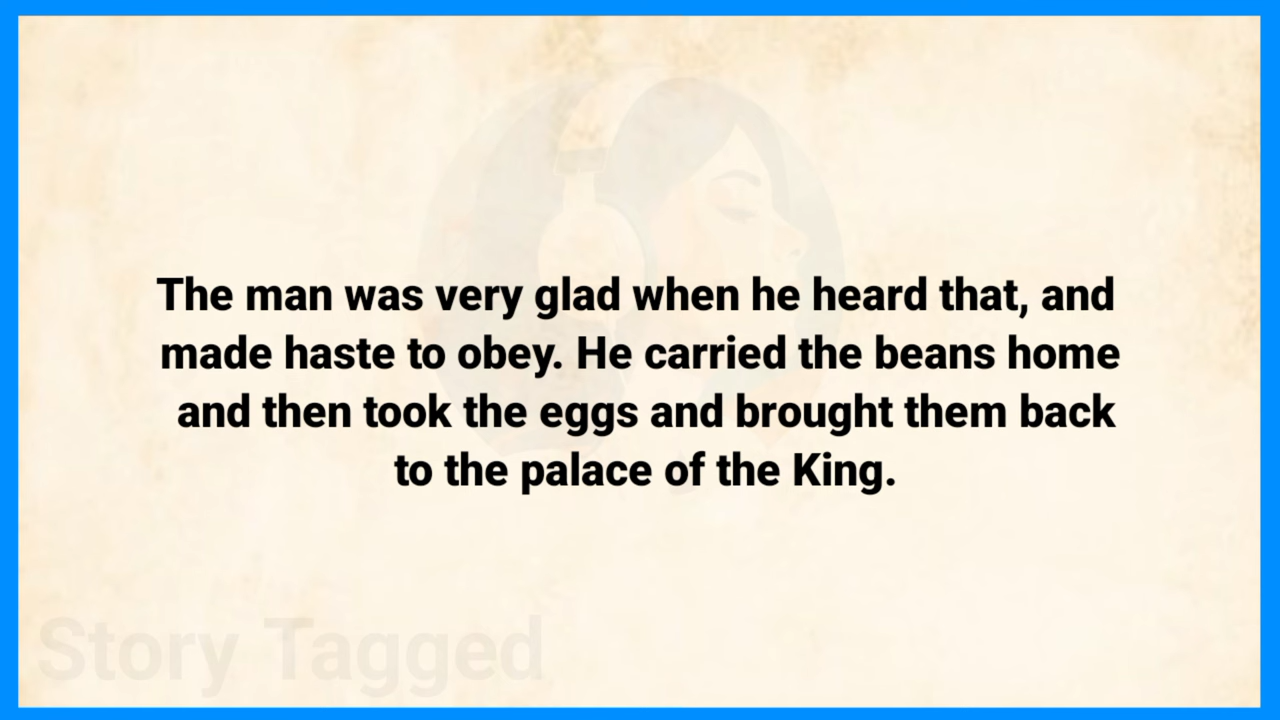 The man was very glad when he heard that, and
made haste to obey. He carried the beans home
and then took the eggs and brought them back
to the palace of the King.
Story Tagged